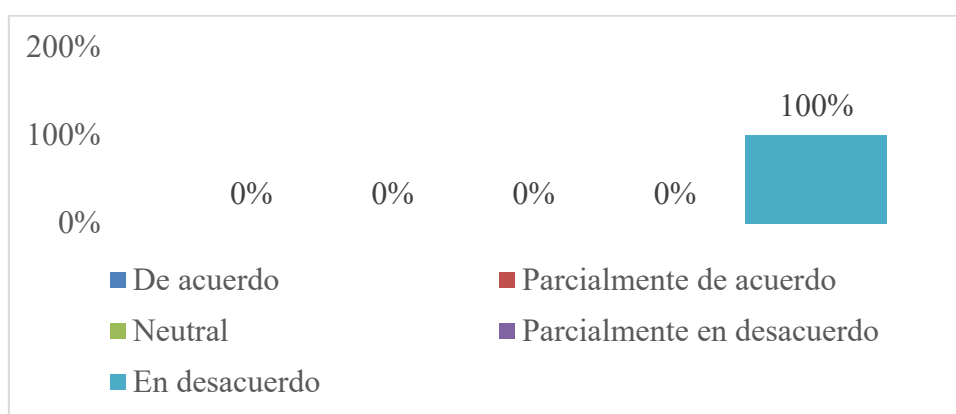 200%
100%
100%
0% 0% 0% 0%
0%
De acuerdo Parcialmente de acuerdo
Neutral Parcialmente en desacuerdo
En desacuerdo